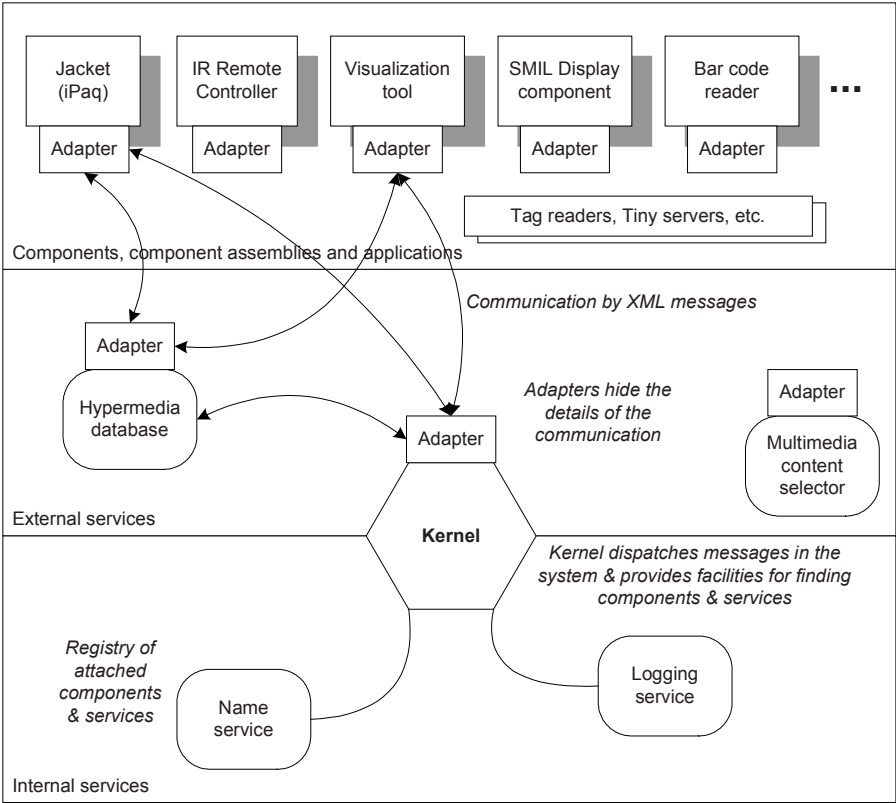 Jacket
(iPaq)
IR Remote
Controller
Visualization
tool
SMIL Display
component
Bar code
reader
...
Adapter
Adapter
Adapter
Adapter
Adapter
Tag readers, Tiny servers, etc.
Components, component assemblies and applications
Communication by XML messages
Adapter
Hypermedia
database
Adapters hide the
details of the
communication
Adapter
Multimedia
content
selector
Adapter
Kernel
External services
Kernel dispatches messages in the
system & provides facilities for finding
components & services
Registry of
attached
components
& services
Name
service
Logging
service
Internal services